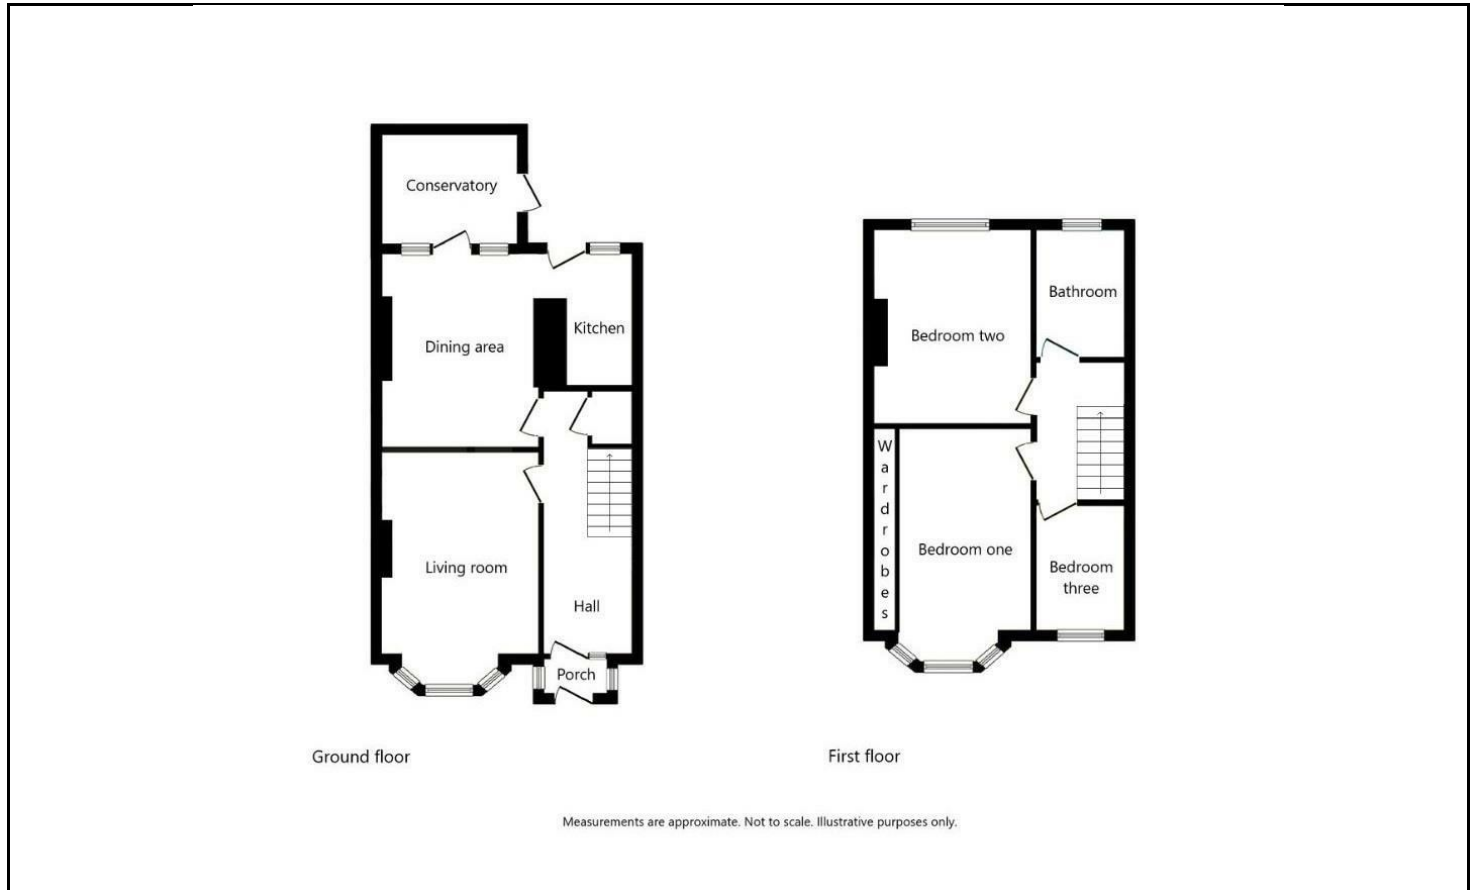 Conservatory
Kitchen
Dining area
Living room
Hall
Porch
Ground floor
Bathroom
Bedroom two
Wardrobes
Bedroom one
Bedroom
three
First floor
Measurements are approximate. Not to scale. Illustrative purposes only.